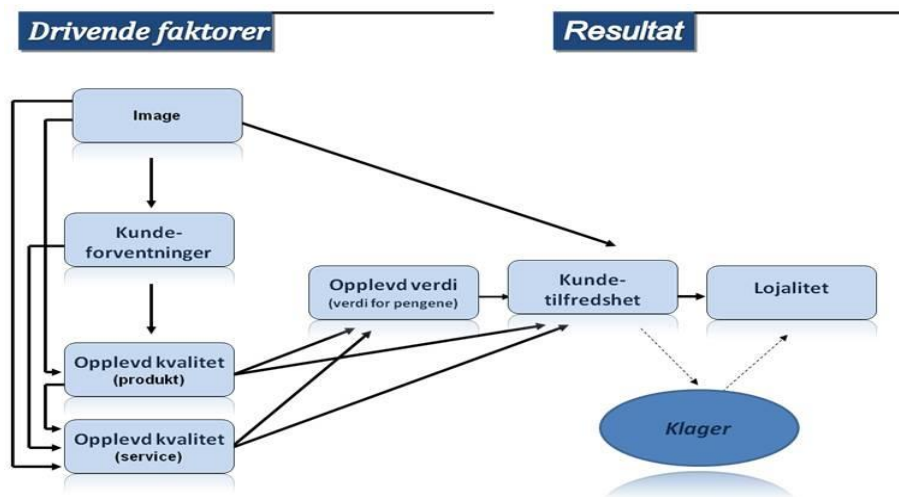 Drivende faktorer
Resultat
Image
Kunde-
forventninger
Opplevd verdi
(verdi for pengene)
Kunde-
tilfredshet
Lojalitet
Opplevd kvalitet
(produkt)
Opplevd kvalitet
(service)
Klager